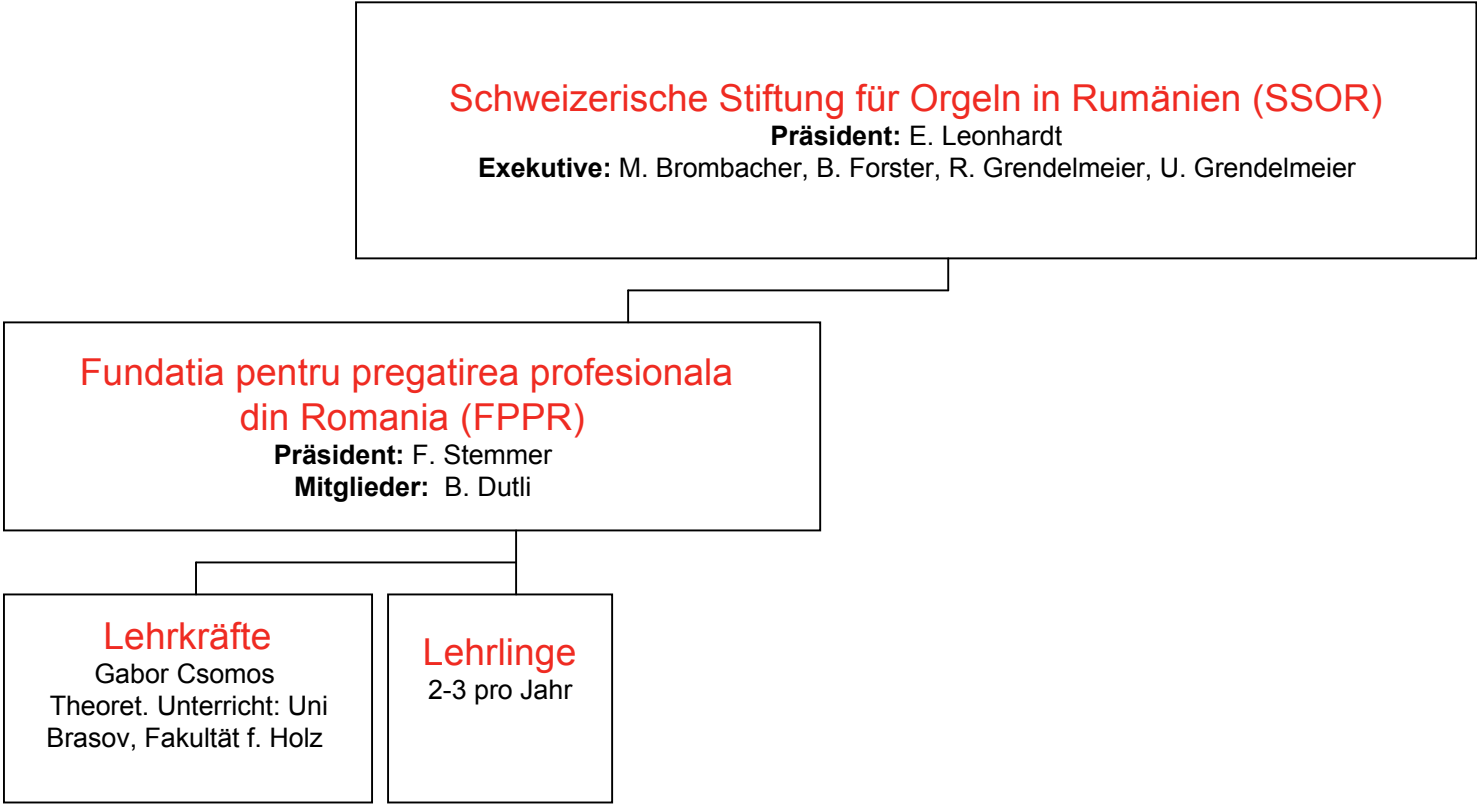 Schweizerische Stiftung für Orgeln in Rumänien (SSOR)
Präsident: E. Leonhardt
Exekutive: M. Brombacher, B. Forster, R. Grendelmeier, U. Grendelmeier
Fundatia pentru pregatirea profesionala
din Romania (FPPR)
Präsident: F. Stemmer
Mitglieder: B. Dutli
Lehrkräfte
Gabor Csomos
Theoret. Unterricht: Uni
Brasov, Fakultät f. Holz
Lehrlinge
2-3 pro Jahr